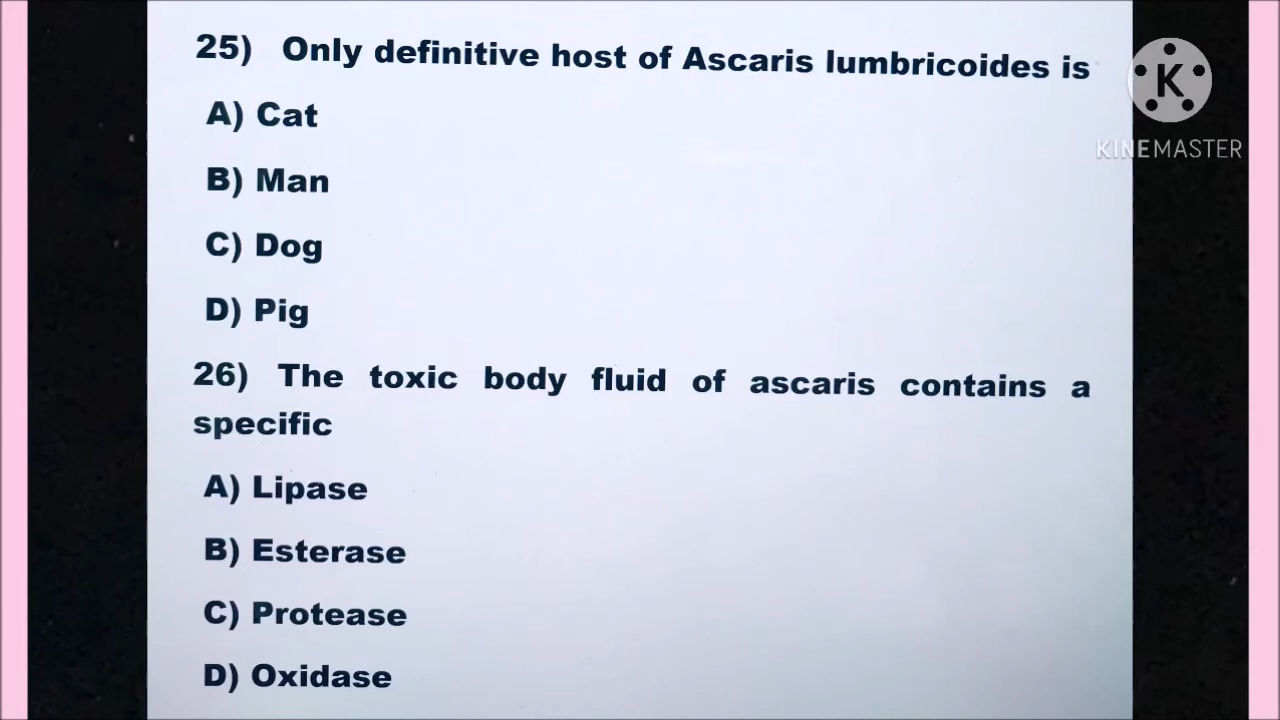 25) Only definitive host of Ascaris lumbricoides is
A) Cat
B) Man
C) Dog
D) Pig
26) The toxic body fluid of ascaris contains a
specific
A) Lipase
B) Esterase
C) Protease
D) Oxidase
K
KINEMASTER